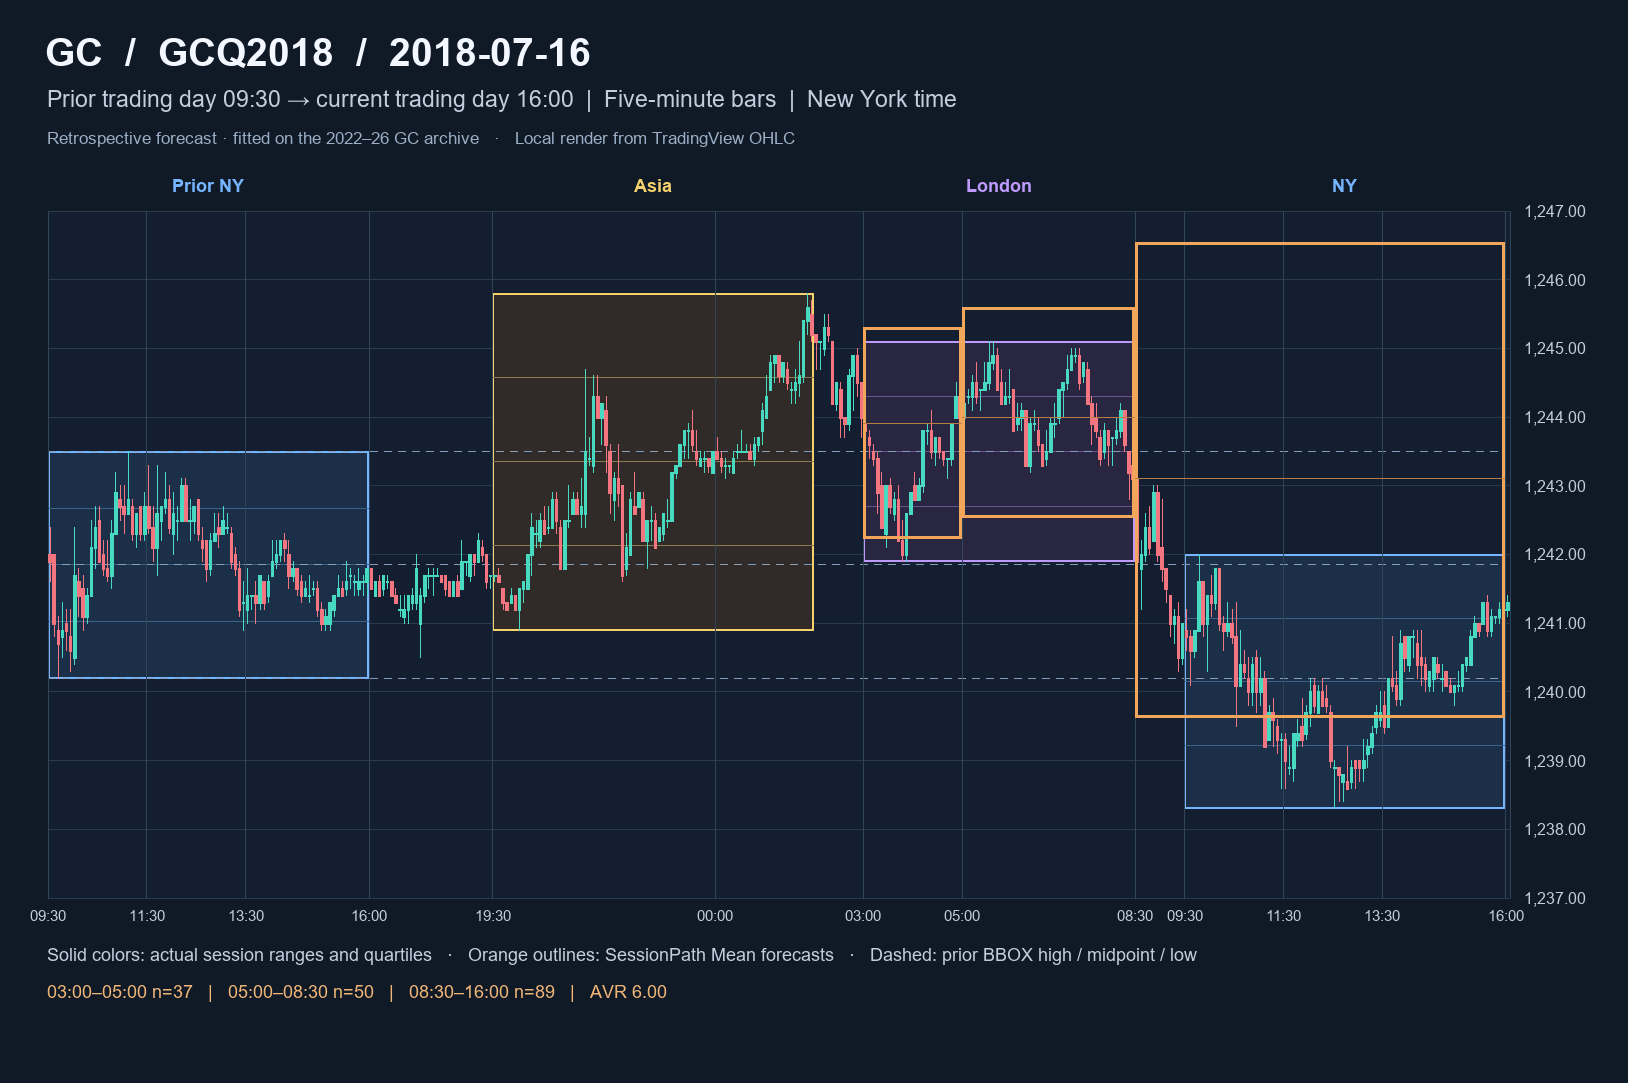 GC / GCQ2018 / 2018-07-16
Prior trading day 09:30 → current trading day 16:00 | Five-minute bars | New York time
Retrospective forecast · fitted on the 2022–26 GC archive · Local render from TradingView OHLC
Prior NY Asia London NY
1,247.00
1,246.00
1,245.00
1,244.00
1,243.00
1,242.00
1,241.00
1,240.00
1,239.00
1,238.00
1,237.00
09:30 11:30 13:30 16:00 19:30 00:00 03:00 05:00 08:30 09:30 11:30 13:30 16:00
Solid colors: actual session ranges and quartiles · Orange outlines: SessionPath Mean forecasts · Dashed: prior BBOX high / midpoint / low
03:00–05:00 n=37 | 05:00–08:30 n=50 | 08:30–16:00 n=89 | AVR 6.00